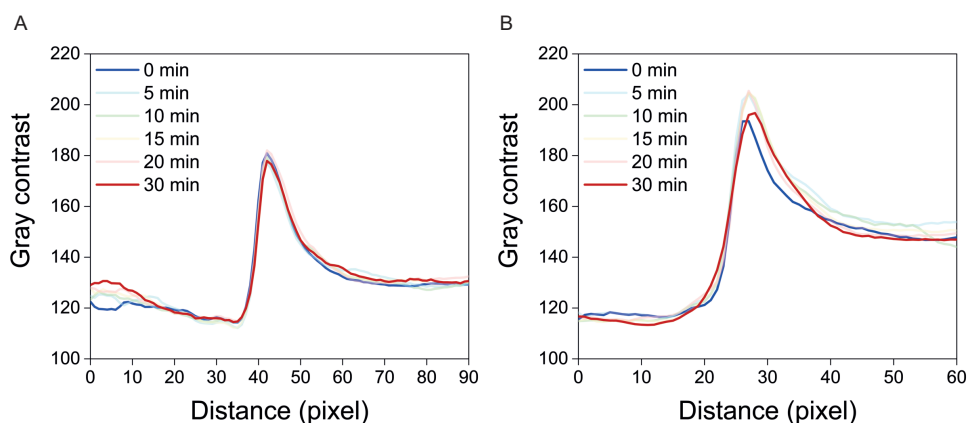 A
220
200
180
160
140
120
100
Gray contrast
0 min
5 min
10 min
15 min
20 min
30 min
0 10 20 30 40 50 60 70 80 90
Distance (pixel)
B
220
200
180
160
140
120
100
Gray contrast
0 min
5 min
10 min
15 min
20 min
30 min
0 10 20 30 40 50 60
Distance (pixel)